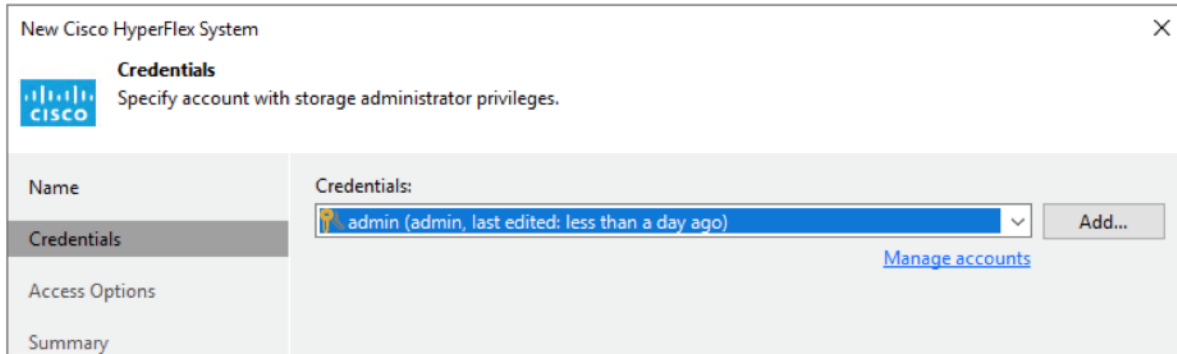 New Cisco HyperFlex System
Credentials
Specify account with storage administrator privileges.
CISCO
Name
Credentials
Access Options
Summary
Credentials:
admin (admin, last edited: less than a day ago)
Add...
Manage accounts